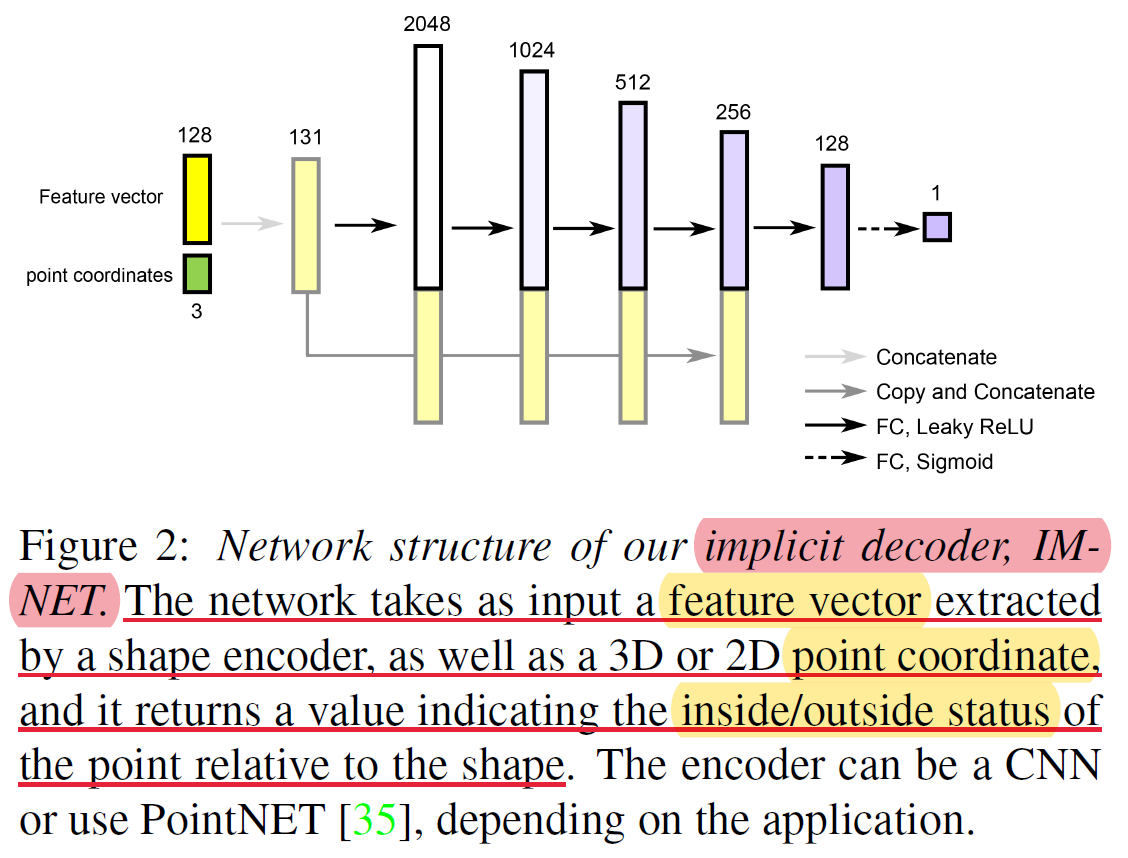 2048
1024
512
256
128
131
128
1
Feature vector
point coordinates
3
Concatenate
Copy and Concatenate
FC, Leaky ReLU
FC, Sigmoid
Figure 2: Network structure of our implicit decoder, IM-
NET. The network takes as input a feature vector extracted
by a shape encoder, as well as a 3D or 2D point coordinate,
and it returns a value indicating the inside/outside status of
the point relative to the shape. The encoder can be a CNN
or use PointNET [35], depending on the application.